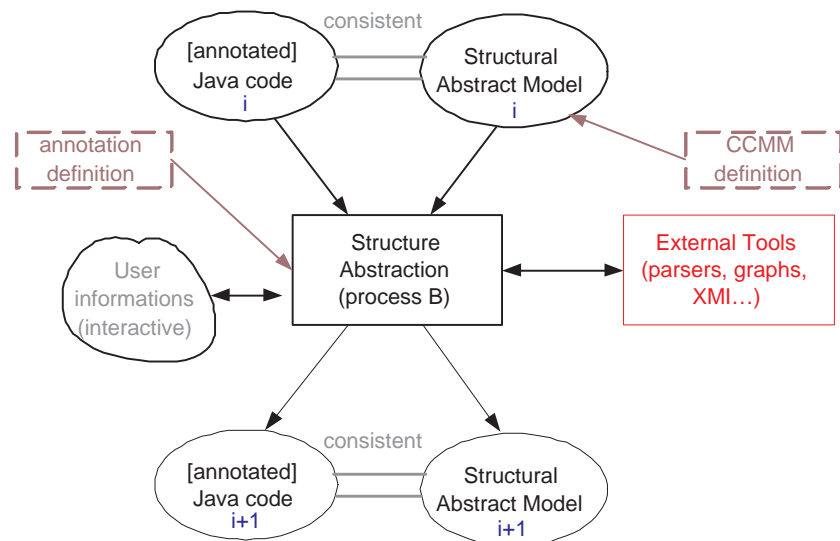 consistent
[annotated]
Java code
i
Structural
Abstract Model
i
annotation
definition
CCMM
definition
User
informations
(interactive)
Structure
Abstraction
(process B)
External Tools
(parsers, graphs,
XMI…)
consistent
[annotated]
Java code
i+1
Structural
Abstract Model
i+1